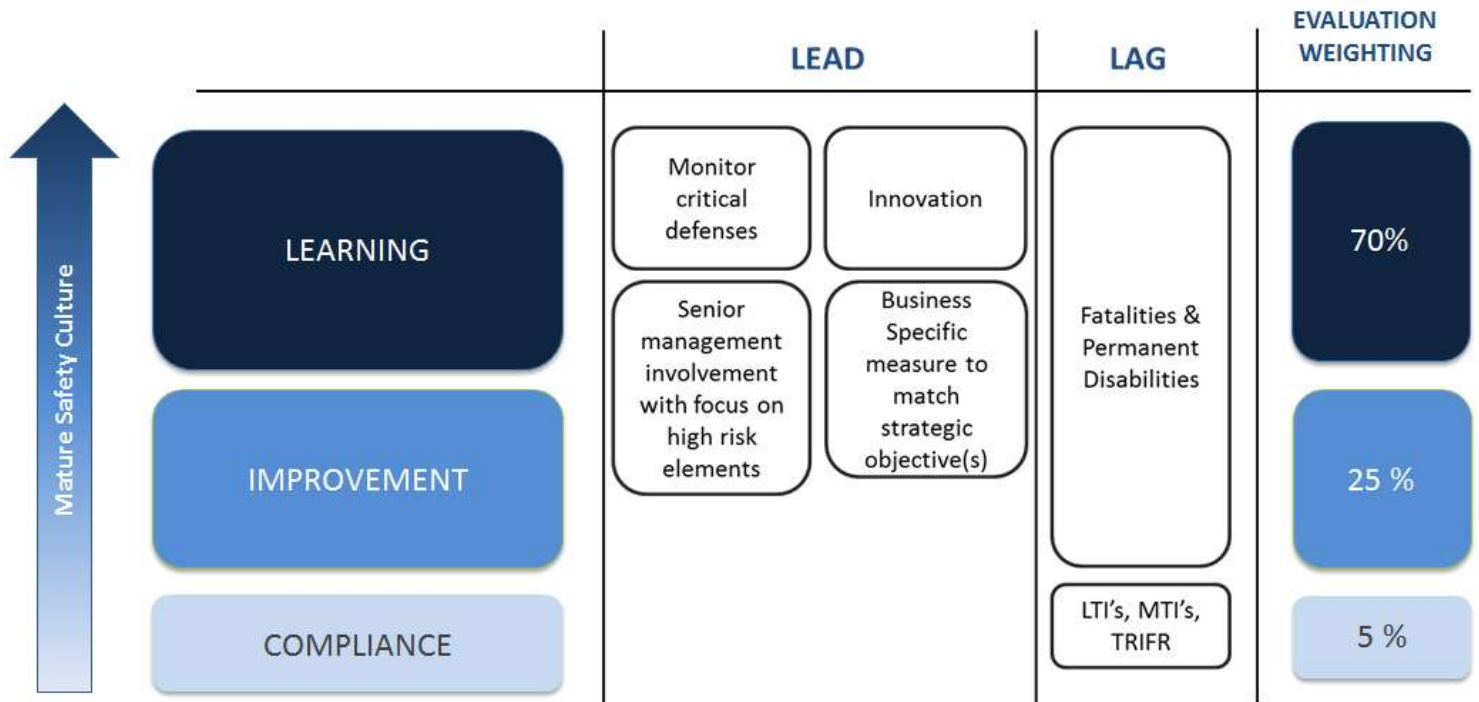 EVALUATION
WEIGHTING
LEAD
LAG
Mature Safety Culture
LEARNING
Monitor
critical
defenses
Innovation
Senior
management
involvement
with focus on
high risk
elements
Business
Specific
measure to
match
strategic
objective(s)
Fatalities &
Permanent
Disabilities
70%
IMPROVEMENT
25 %
COMPLIANCE
LTI's, MTI's,
TRIFR
5 %